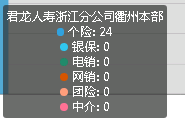 君龙人寿浙江分公司衢州本部
个险: 24
银保: 0
电销: 0
网销: 0
团险: 0
中介: 0